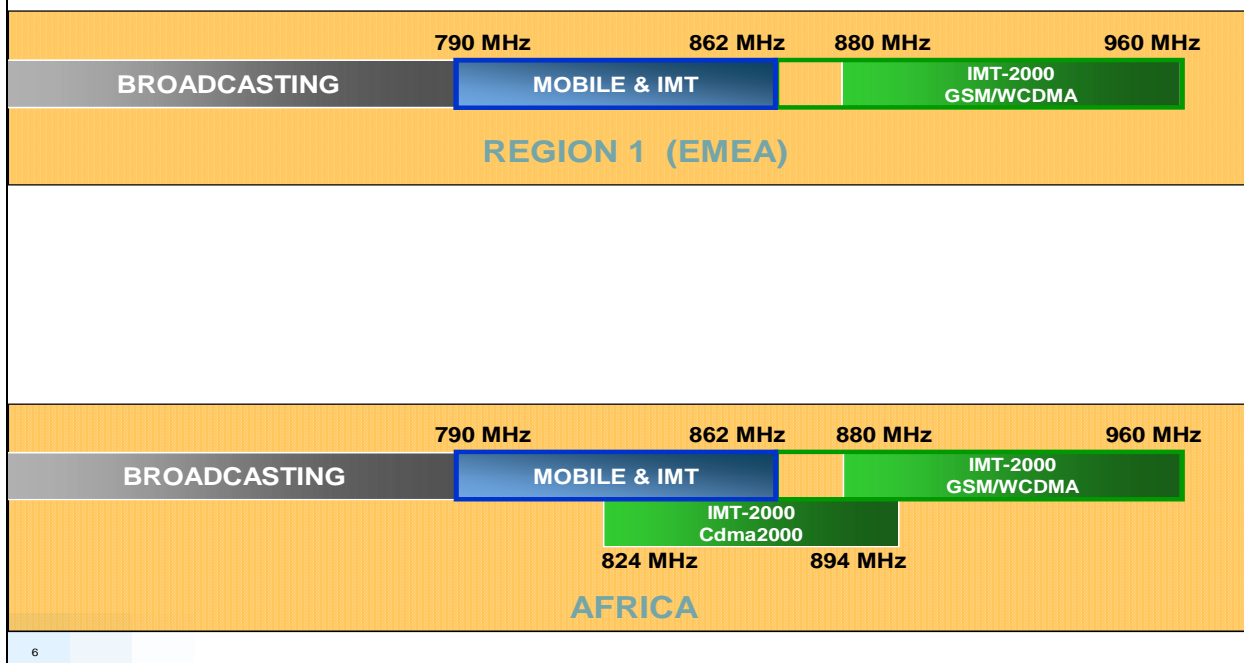 790 MHz 862 MHz 880 MHz 960 MHz
BROADCASTING MOBILE & IMT IMT-2000
GSM/WCDMA
REGION 1 (EMEA)
790 MHz 862 MHz 880 MHz 960 MHz
BROADCASTING MOBILE & IMT IMT-2000
GSM/WCDMA
IMT-2000
Cdma2000
824 MHz 894 MHz
AFRICA
6